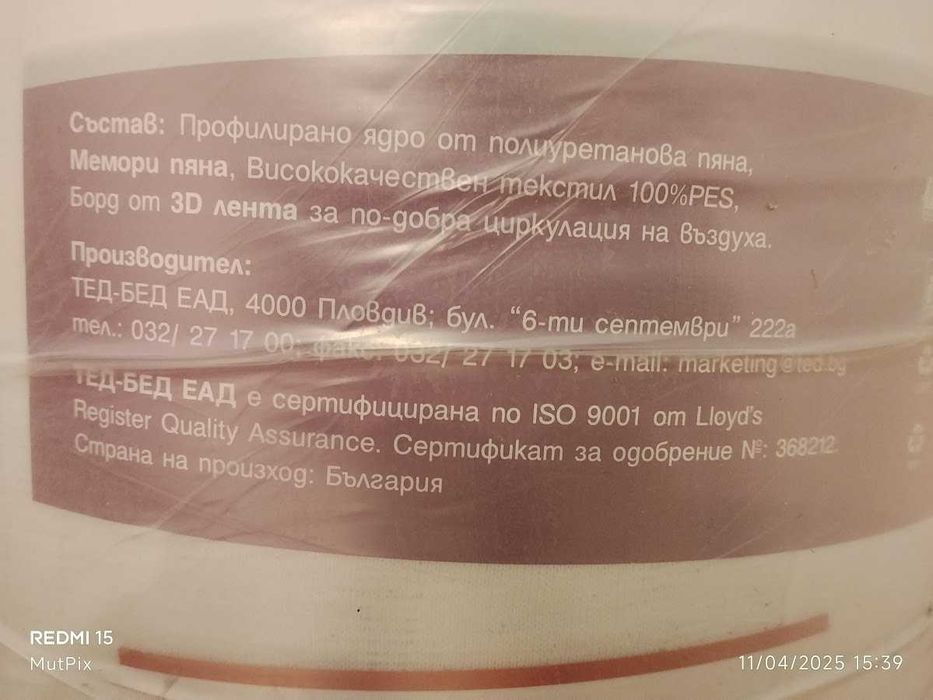 Състав: Профилирано ядро от полиуретанова пяна,
Мемори пяна, Висококачествен текстил 100%PES,
Борд от 3D лента за по-добра циркулация на въздуха.
Производител:
ТЕД-БЕД ЕАД, 4000 Пловдив; бул. “6-ти септември” 222а
тел.: 032/ 27 17 00; факс: 032/ 27 17 03; e-mail: marketing@ted.bg
ТЕД-БЕД ЕАД е сертифицирана по ISO 9001 от Lloyd's
Register Quality Assurance. Сертификат за одобрение №: 368212.
Страна на произход: България
REDMI 15
MutPix
11/04/2025 15:39